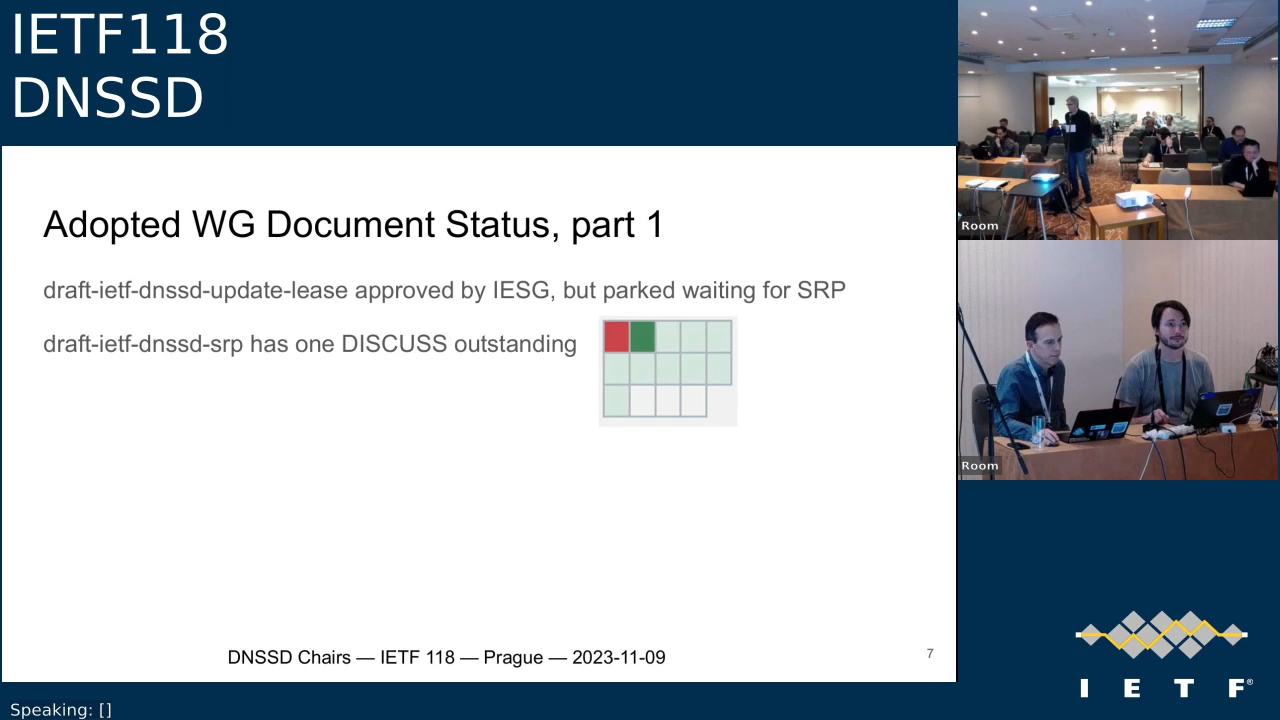 IETF118
DNSSD
Adopted WG Document Status, part 1
draft-ietf-dnssd-update-lease approved by IESG, but parked waiting for SRP
draft-ietf-dnssd-srp has one DISCUSS outstanding
DNSSD Chairs — IETF 118 — Prague — 2023-11-09
7
Room
Room
I E T F®
Speaking: []